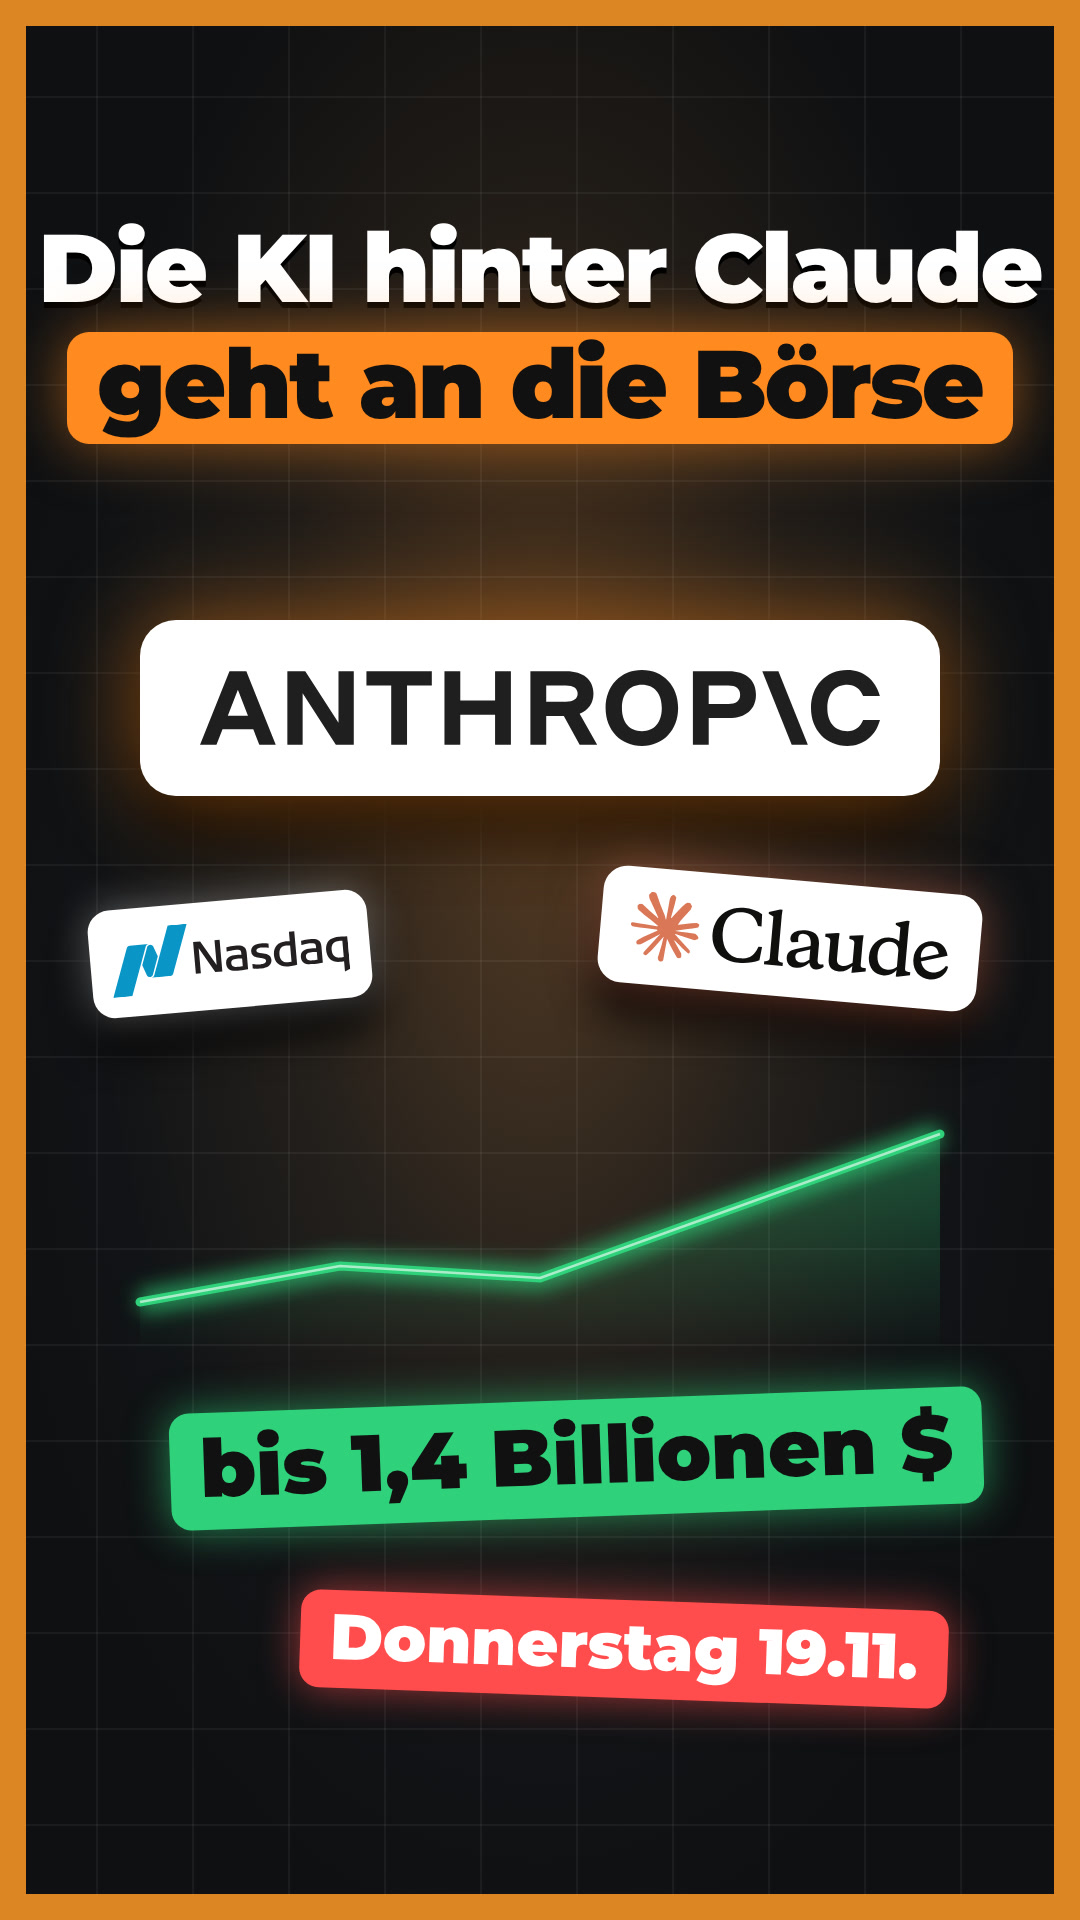 Die KI hinter Claude
geht an die Börse
ANTHROP\C
Nasdaq
Claude
bis 1,4 Billionen $
Donnerstag 19.11.